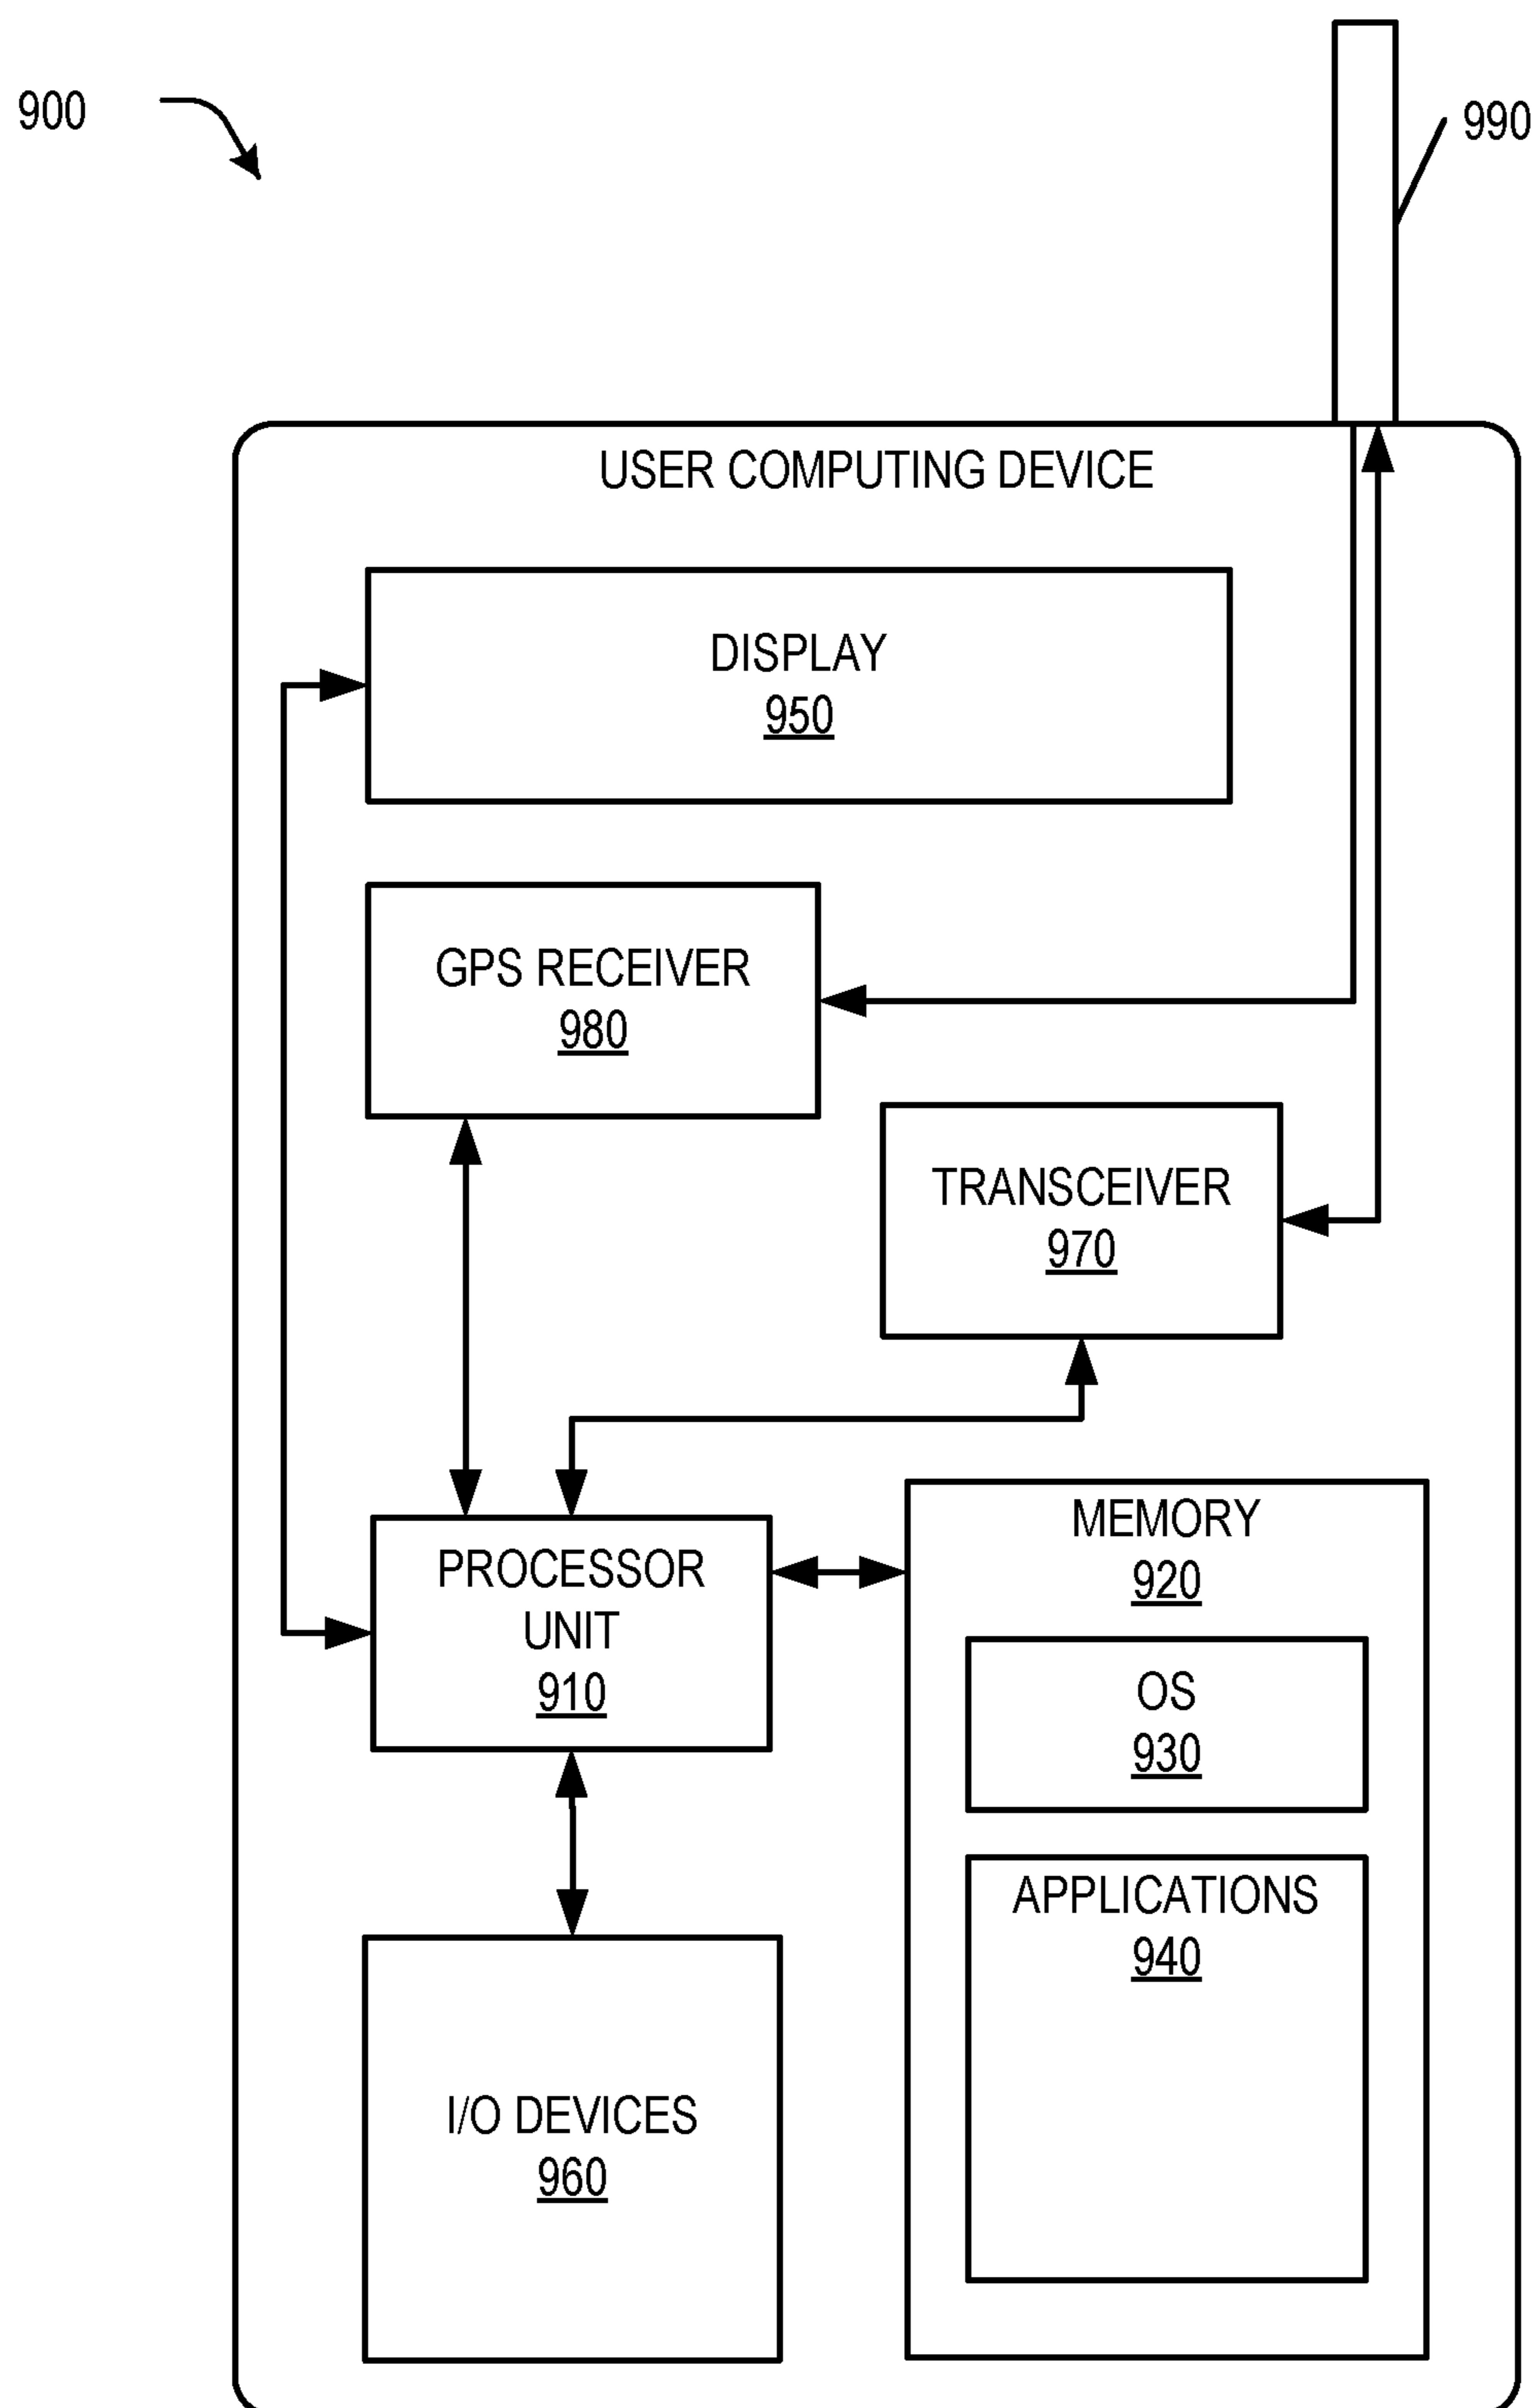 900
990
USER COMPUTING DEVICE
DISPLAY
950
GPS RECEIVER
980
TRANSCEIVER
970
PROCESSOR
UNIT
910
MEMORY
920
OS
930
APPLICATIONS
940
I/O DEVICES
960